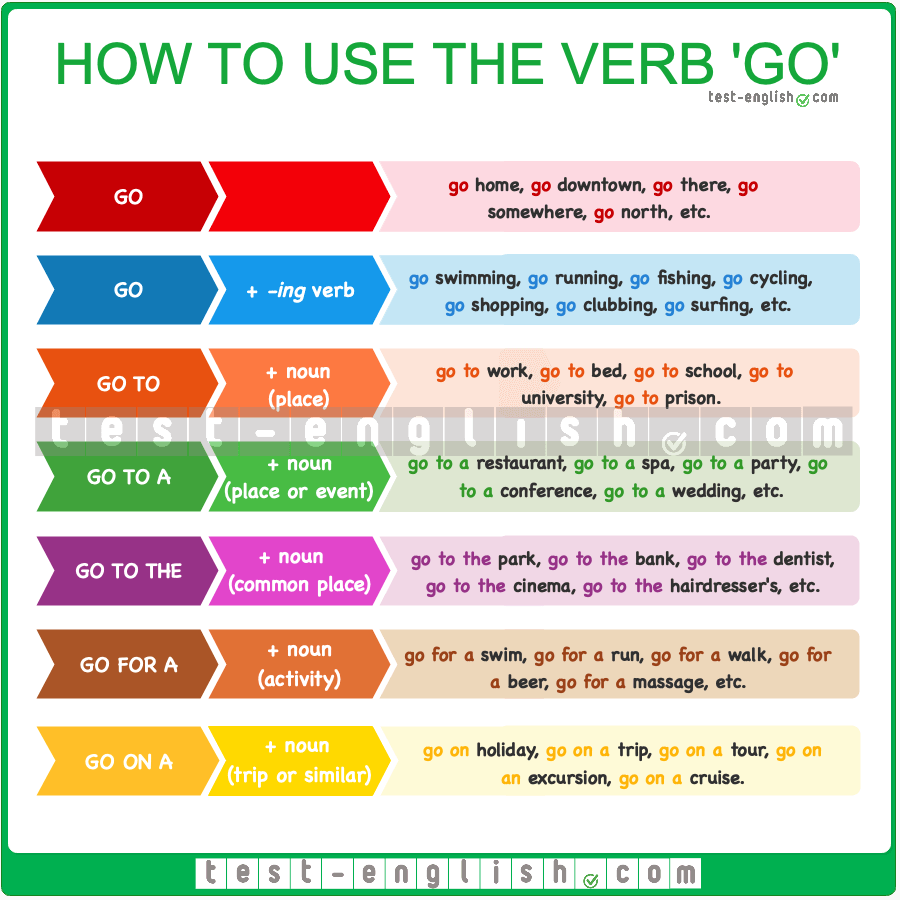 HOW TO USE THE VERB 'GO'
test-english.com
GO
go home, go downtown, go there, go
somewhere, go north, etc.
GO
+ -ing verb
go swimming, go running, go fishing, go cycling,
go shopping, go clubbing, go surfing, etc.
GO TO
+ noun
(place)
go to work, go to bed, go to school, go to
university, go to prison.
test-english.com
GO TO A
+ noun
(place or event)
go to a restaurant, go to a spa, go to a party, go
to a conference, go to a wedding, etc.
GO TO THE
+ noun
(common place)
go to the park, go to the bank, go to the dentist,
go to the cinema, go to the hairdresser's, etc.
GO FOR A
+ noun
(activity)
go for a swim, go for a run, go for a walk, go for
a beer, go for a massage, etc.
GO ON A
+ noun
(trip or similar)
go on holiday, go on a trip, go on a tour, go on
an excursion, go on a cruise.
test-english.com